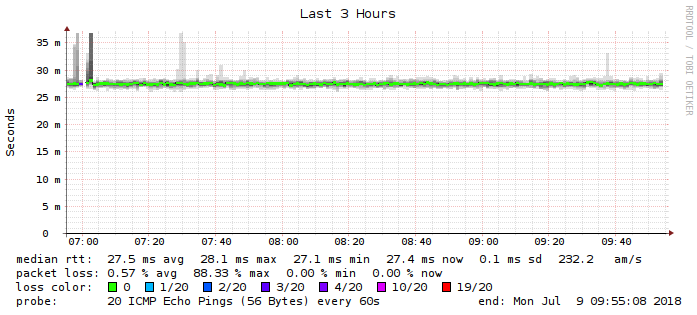 Last 3 Hours
RRDTOOL / TOBI OETIKER
Seconds
35 m
30 m
25 m
20 m
15 m
10 m
5 m
0
07:00 07:20 07:40 08:00 08:20 08:40 09:00 09:20 09:40
median rtt: 27.5 ms avg 28.1 ms max 27.1 ms min 27.4 ms now 0.1 ms sd 232.2 am/s
packet loss: 0.57 % avg 88.33 % max 0.00 % min 0.00 % now
loss color: 0 1/20 2/20 3/20 4/20 10/20 19/20
probe: 20 ICMP Echo Pings (56 Bytes) every 60s end: Mon Jul 9 09:55:08 2018